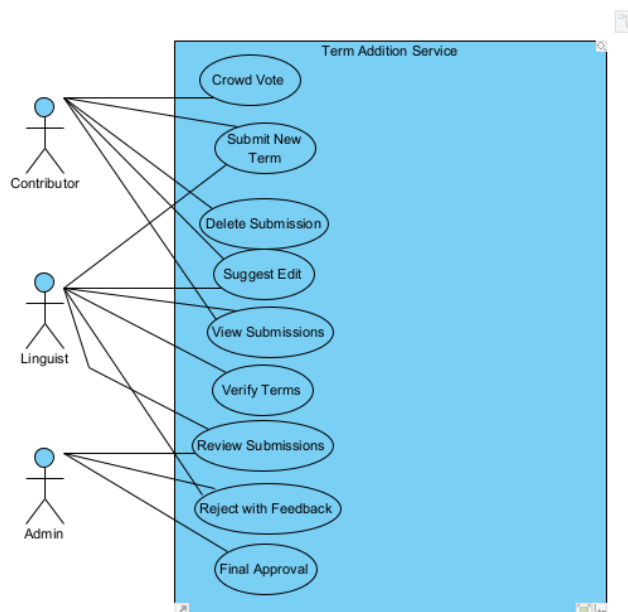 Term Addition Service
Crowd Vote
Submit New
Term
Contributor
Delete Submission
Suggest Edit
View Submissions
Linguist
Verify Terms
Review Submissions
Reject with Feedback
Admin
Final Approval